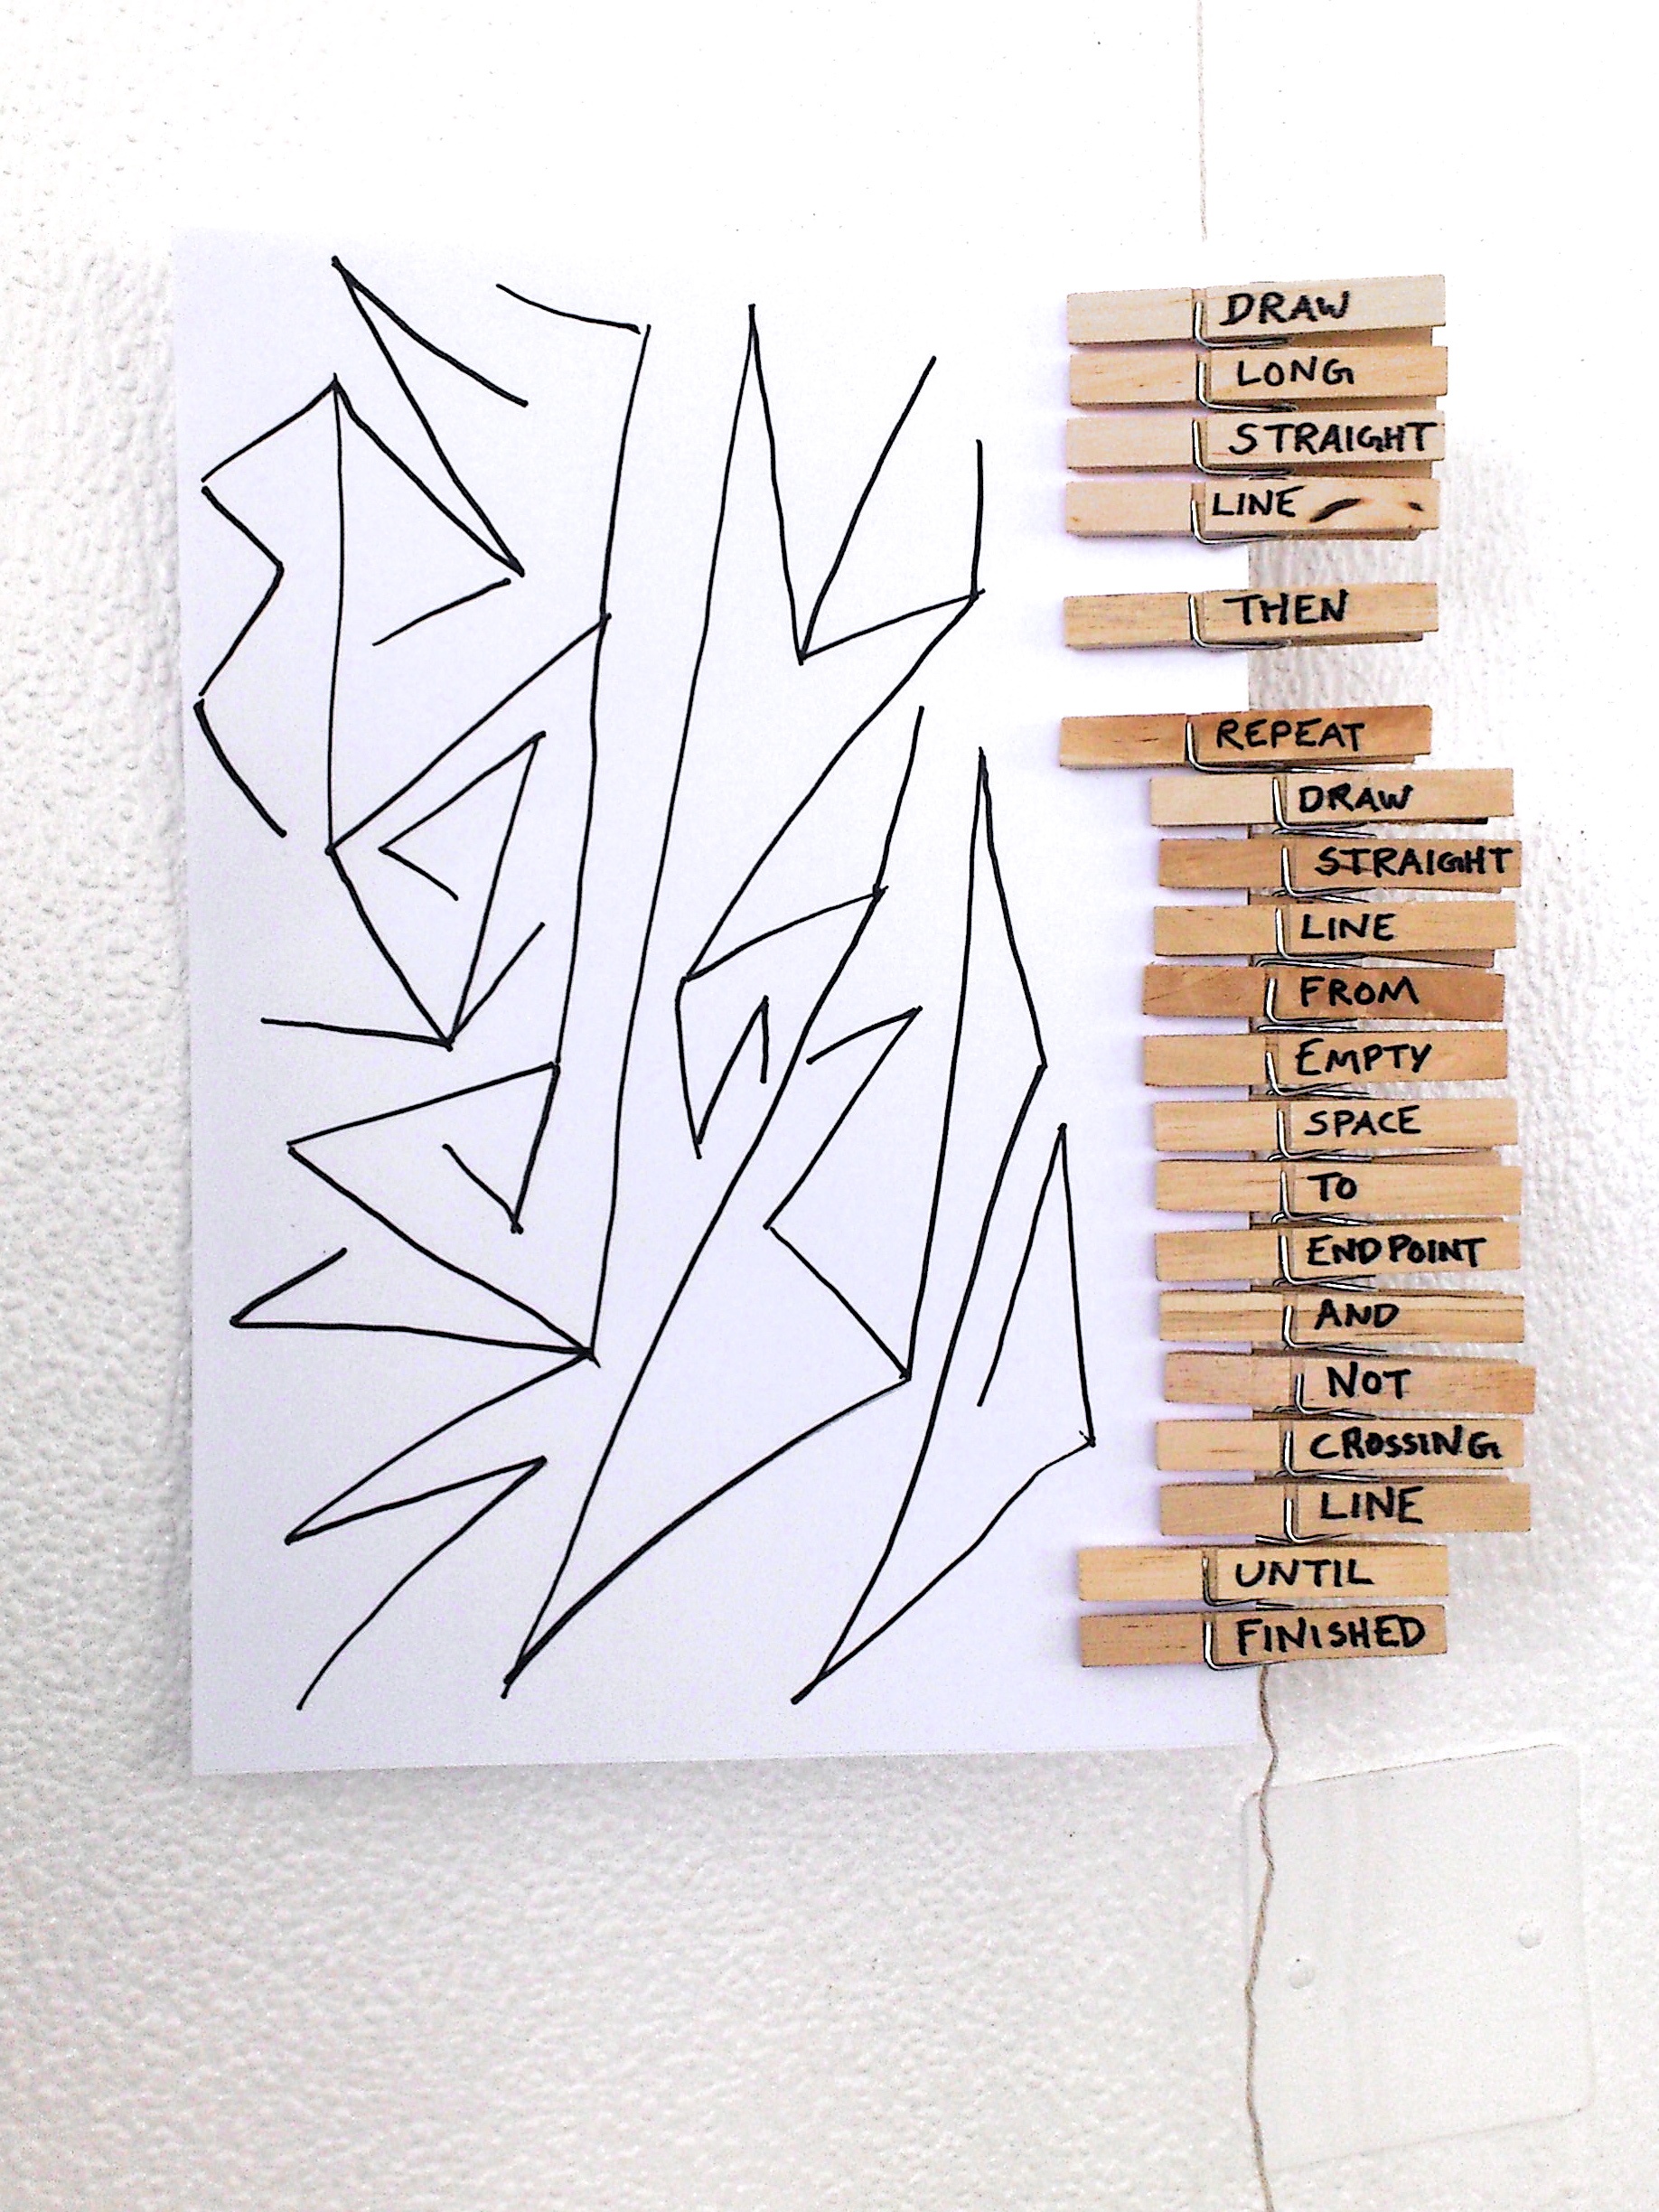 DRAW
LONG
STRAIGHT
LINE
THEN
REPEAT
DRAW
STRAIGHT
LINE
FROM
EMPTY
SPACE
TO
ENDPOINT
AND
NOT
CROSSING
LINE
UNTIL
FINISHED